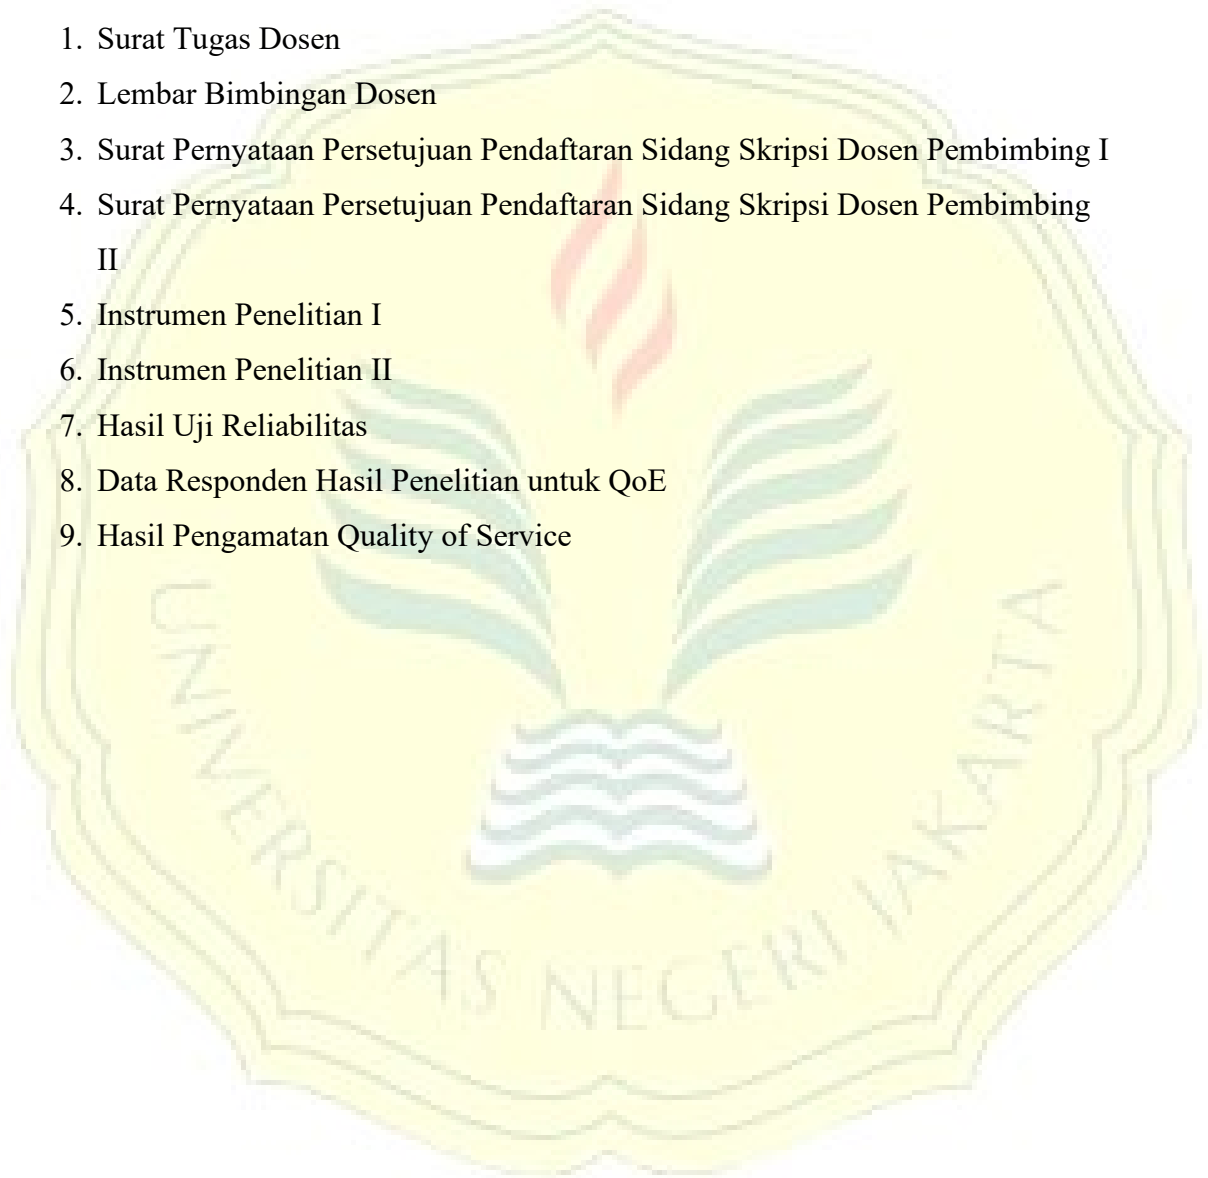 1. Surat Tugas Dosen
2. Lembar Bimbingan Dosen
3. Surat Pernyataan Persetujuan Pendaftaran Sidang Skripsi Dosen Pembimbing I
4. Surat Pernyataan Persetujuan Pendaftaran Sidang Skripsi Dosen Pembimbing
II
5. Instrumen Penelitian I
6. Instrumen Penelitian II
7. Hasil Uji Reliabilitas
8. Data Responden Hasil Penelitian untuk QoE
9. Hasil Pengamatan Quality of Service
UNIVERSITAS NEGERI JAKARTA